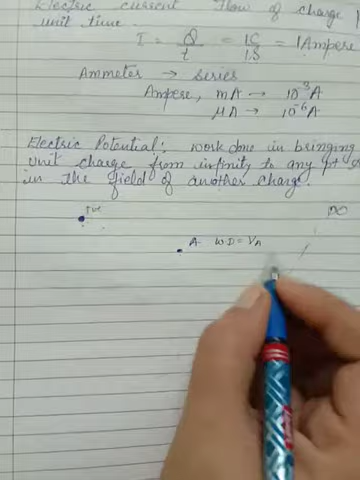 Electric current Flow of charge |
unit time.
I = Q/t = 1C/1S = 1Ampere
Ammeter → series
Ampere, mA → 10⁻³A
μA → 10⁻⁶A
Electric Potential: work done in bringing
unit charge from infinity to any pt
in the field of another charge.
+ve ∞
A WD = VA